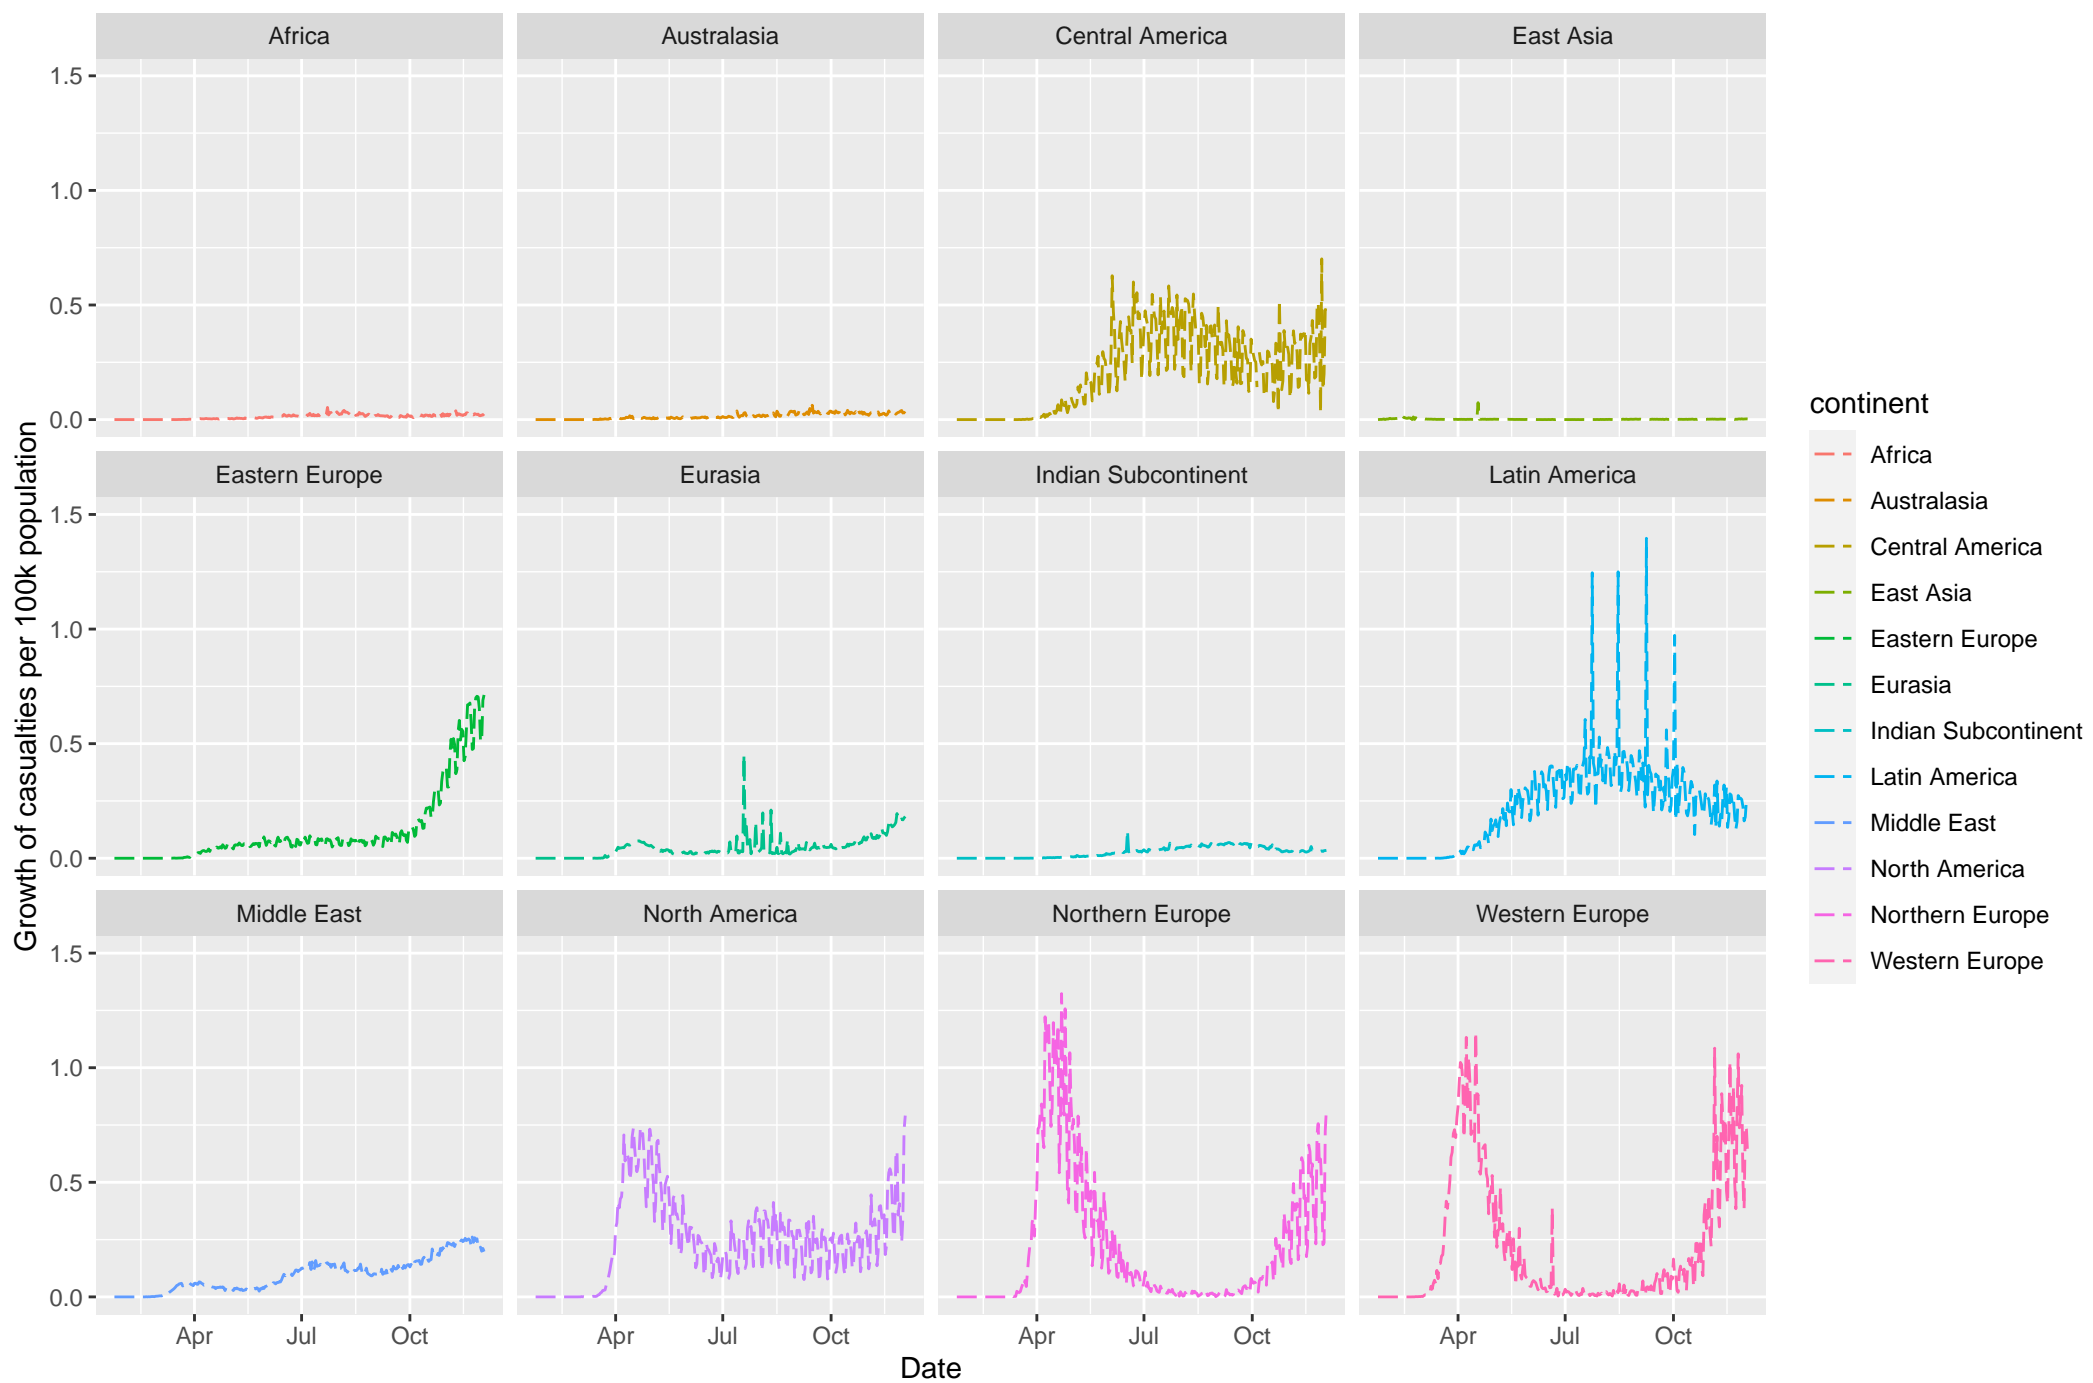 Africa
Australasia
Central America
East Asia
1.5
1.0
0.5
0.0
Eastern Europe
Eurasia
Indian Subcontinent
Latin America
1.5
1.0
0.5
0.0
Middle East
North America
Northern Europe
Western Europe
1.5
1.0
0.5
0.0
Apr Jul Oct
Apr Jul Oct
Apr Jul Oct
Apr Jul Oct
Date
Growth of casualties per 100k population
continent
Africa
Australasia
Central America
East Asia
Eastern Europe
Eurasia
Indian Subcontinent
Latin America
Middle East
North America
Northern Europe
Western Europe